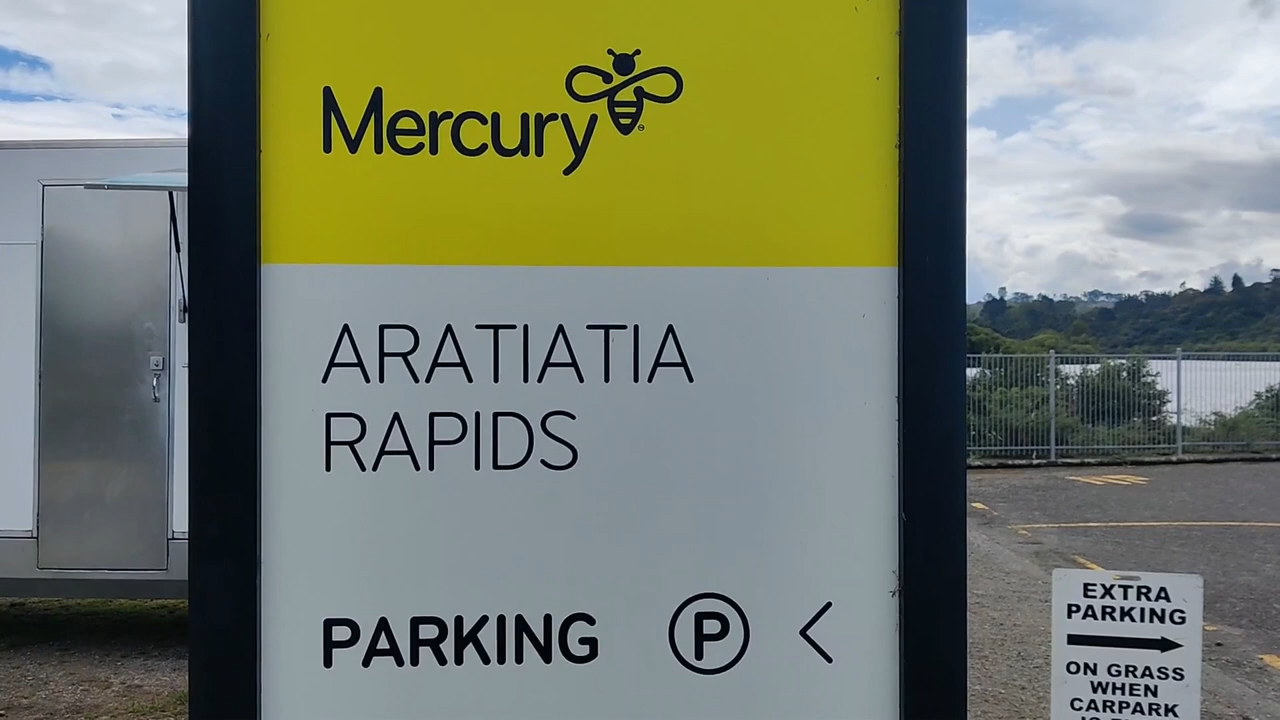 Mercury
ARATIATIA
RAPIDS
PARKING P <
EXTRA
PARKING
ON GRASS
WHEN
CARPARK